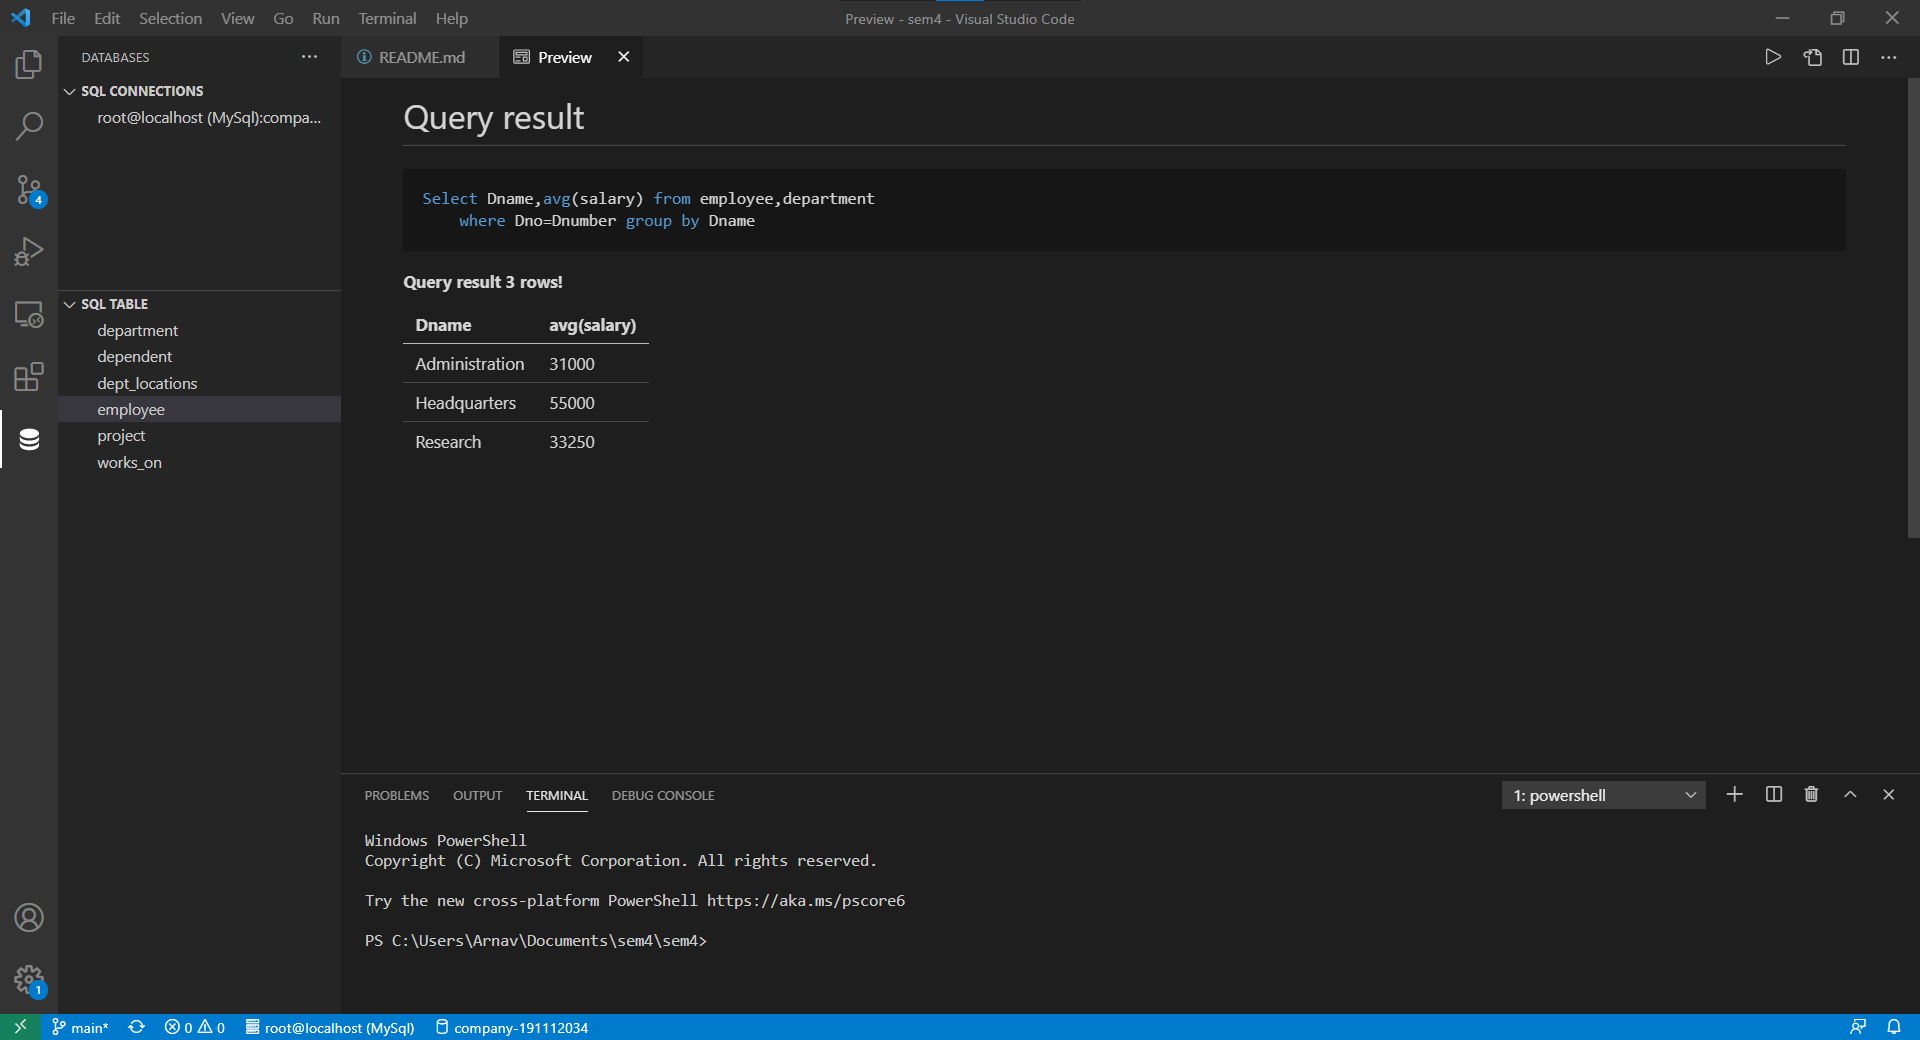 File Edit Selection View Go Run Terminal Help
Preview - sem4 - Visual Studio Code
DATABASES
SQL CONNECTIONS
root@localhost (MySql):compa...
SQL TABLE
department
dependent
dept_locations
employee
project
works_on
4
1
README.md
Preview
Query result
Select Dname,avg(salary) from employee,department
where Dno=Dnumber group by Dname
Query result 3 rows!
Dname avg(salary)
Administration 31000
Headquarters 55000
Research 33250
PROBLEMS OUTPUT TERMINAL DEBUG CONSOLE
1: powershell
Windows PowerShell
Copyright (C) Microsoft Corporation. All rights reserved.
Try the new cross-platform PowerShell https://aka.ms/pscore6
PS C:\Users\Arnav\Documents\sem4\sem4>
main* 0 0 root@localhost (MySql) company-191112034